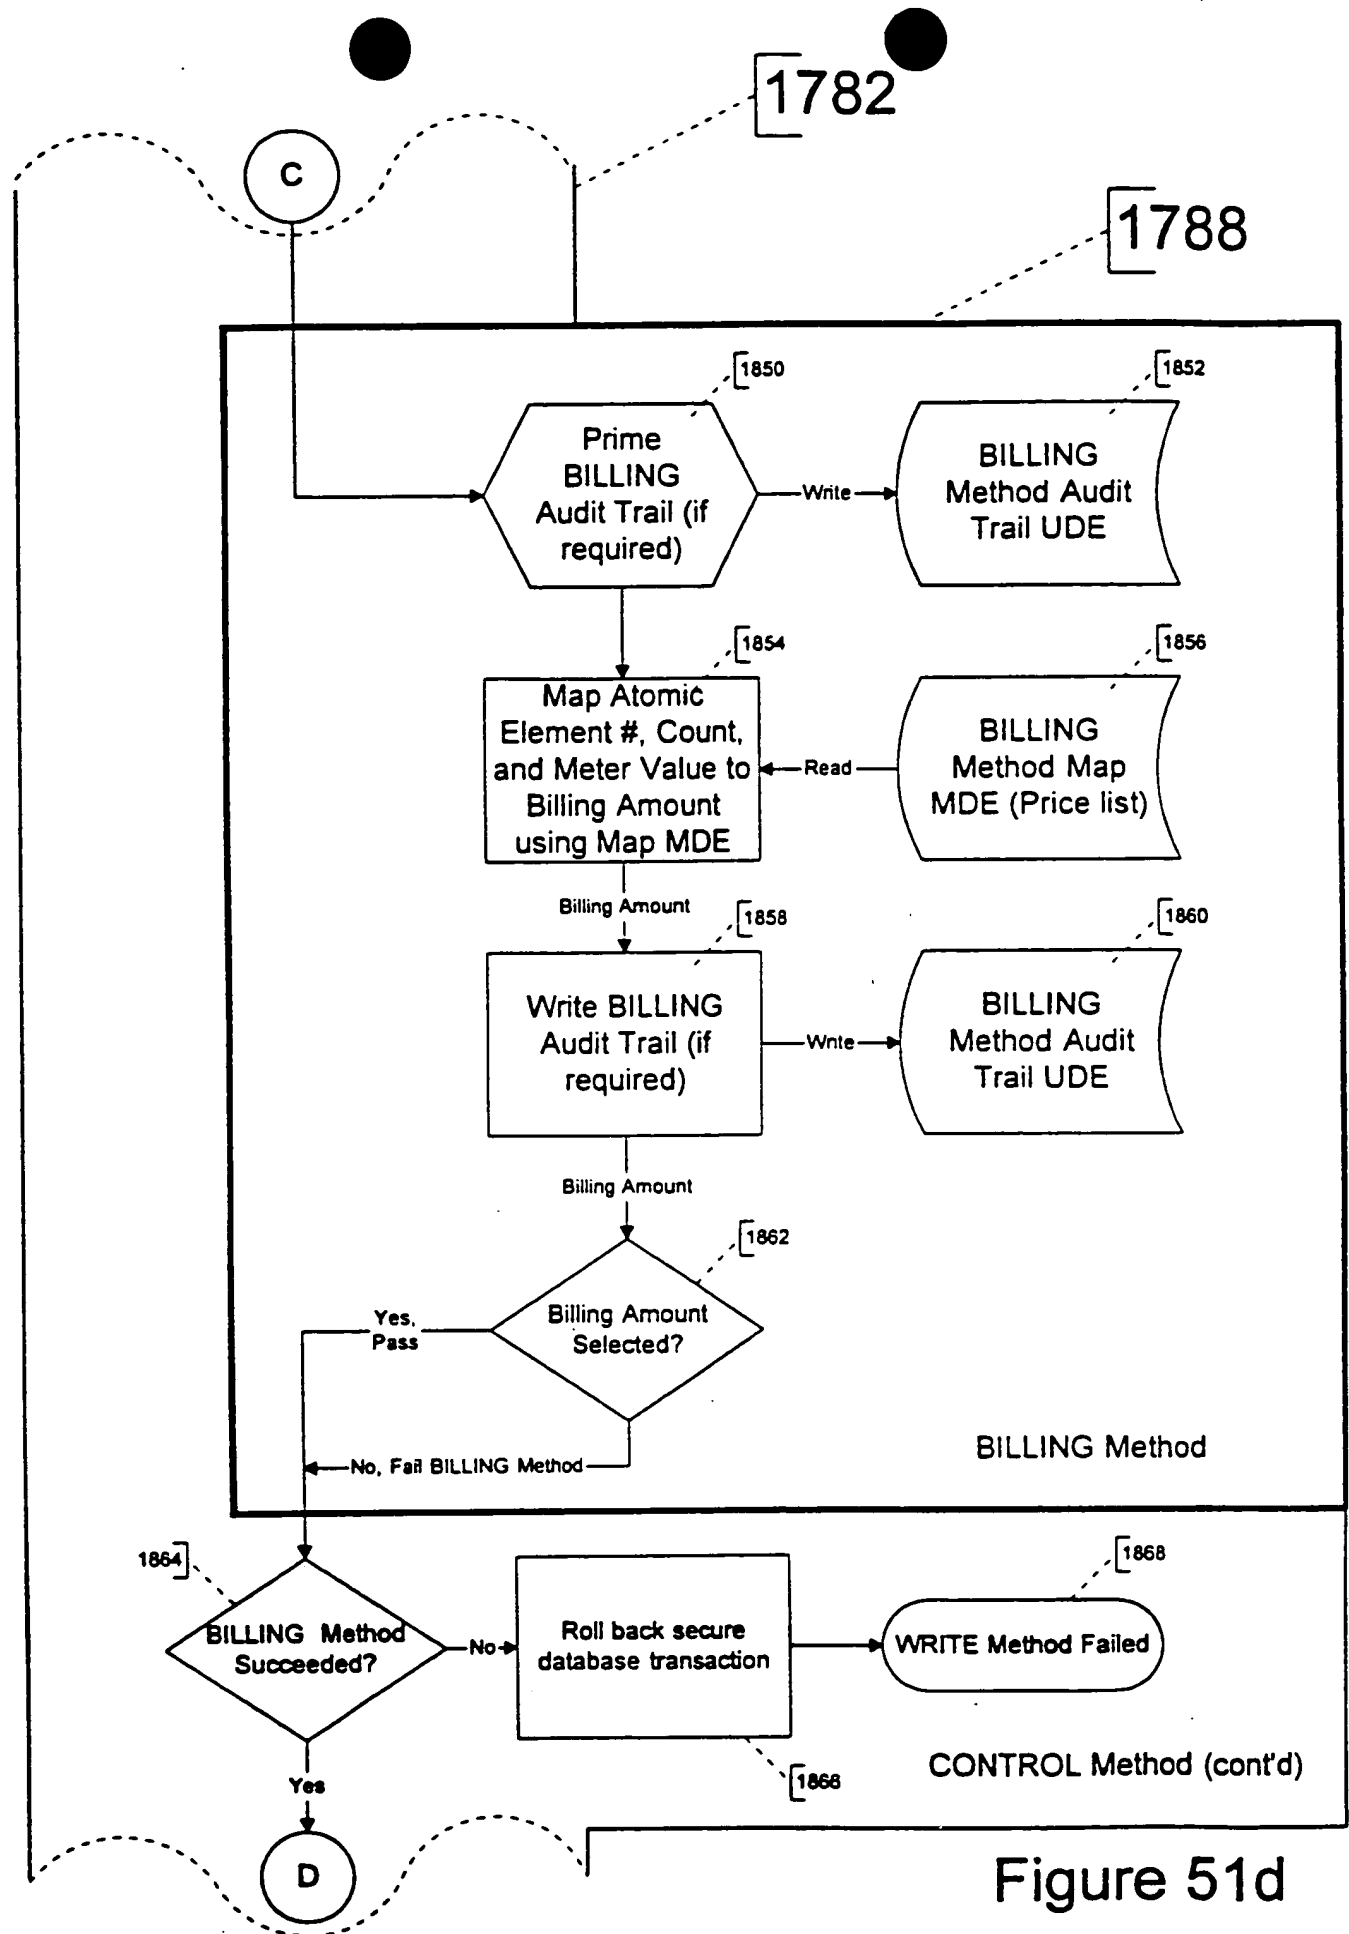 1782
C
1788
1850
1852
Prime
BILLING
Audit Trail (if
required)
Write
BILLING
Method Audit
Trail UDE
1854
1856
Map Atomic
Element #, Count,
and Meter Value to
Billing Amount
using Map MDE
Read
BILLING
Method Map
MDE (Price list)
Billing Amount
1858
1860
Write BILLING
Audit Trail (if
required)
Write
BILLING
Method Audit
Trail UDE
Billing Amount
1862
Billing Amount
Selected?
Yes,
Pass
No, Fail BILLING Method
BILLING Method
1864
1868
BILLING Method
Succeeded?
No
Roll back secure
database transaction
WRITE Method Failed
1866
Yes
CONTROL Method (cont'd)
D
Figure 51d